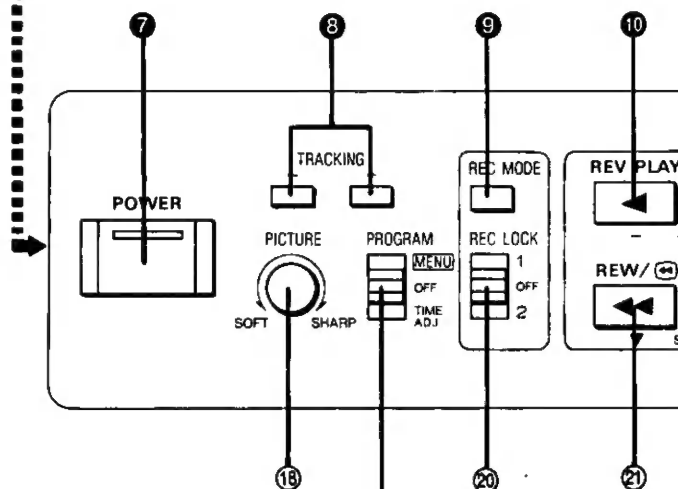 7 8 9 10
TRACKING
REC MODE
REV PLAY
POWER
PICTURE
PROGRAM
REC LOCK
MENU
1
OFF
OFF
REW/
TIME
ADJ
2
SOFT
SHARP
18 20 21